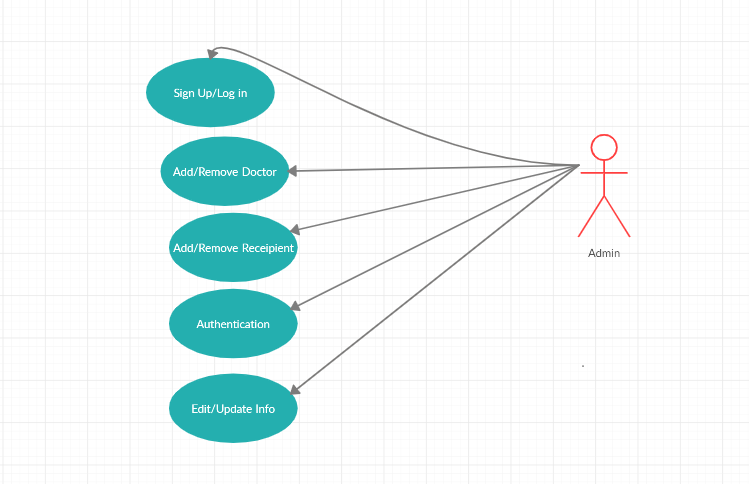 Sign Up/Log in
Add/Remove Doctor
Add/Remove Receipient
Authentication
Edit/Update Info
Admin